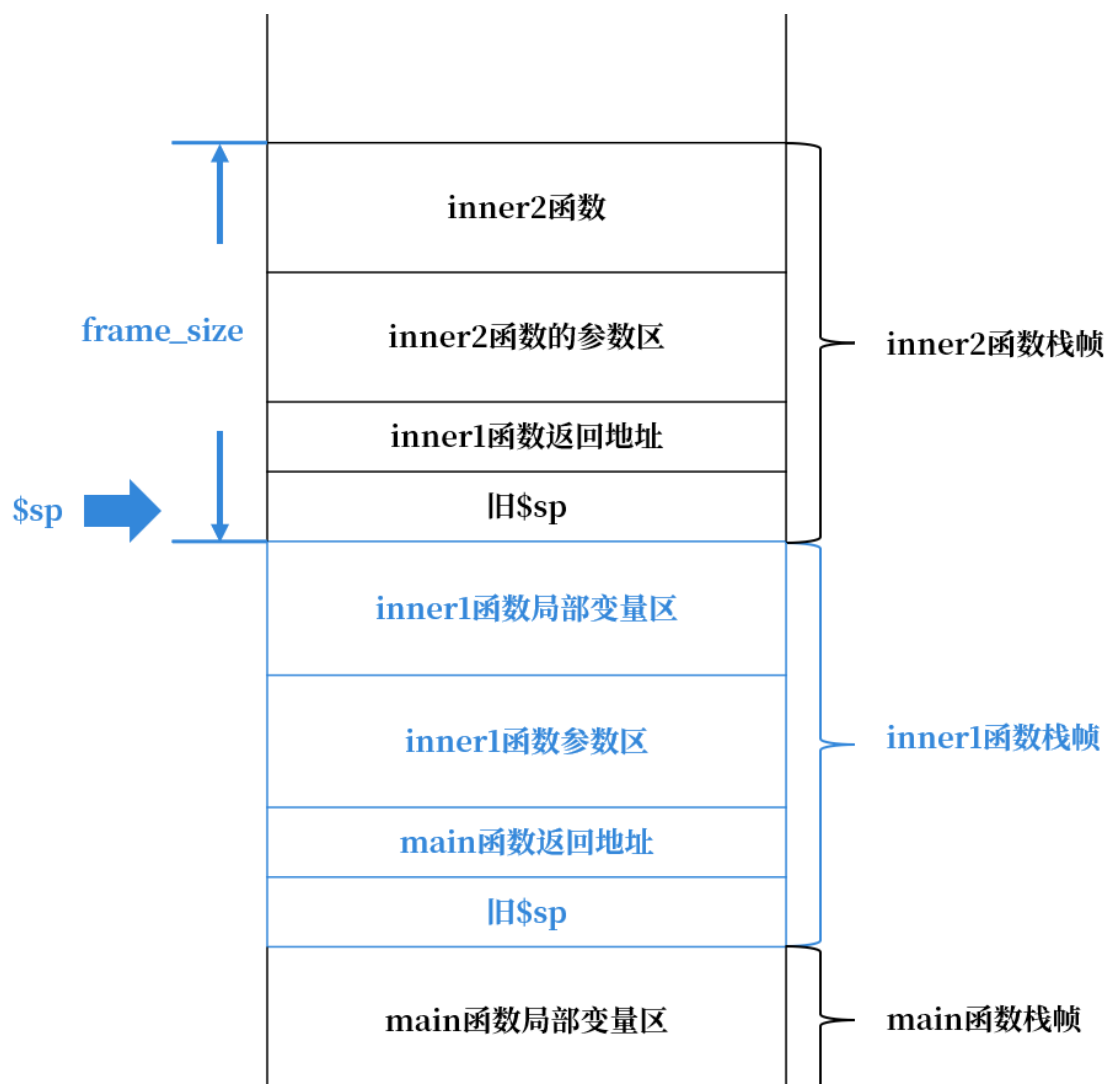 inner2函数
frame_size
inner2函数的参数区
inner2函数栈帧
inner1函数返回地址
$sp
旧$sp
inner1函数局部变量区
inner1函数参数区
inner1函数栈帧
main函数返回地址
旧$sp
main函数局部变量区
main函数栈帧